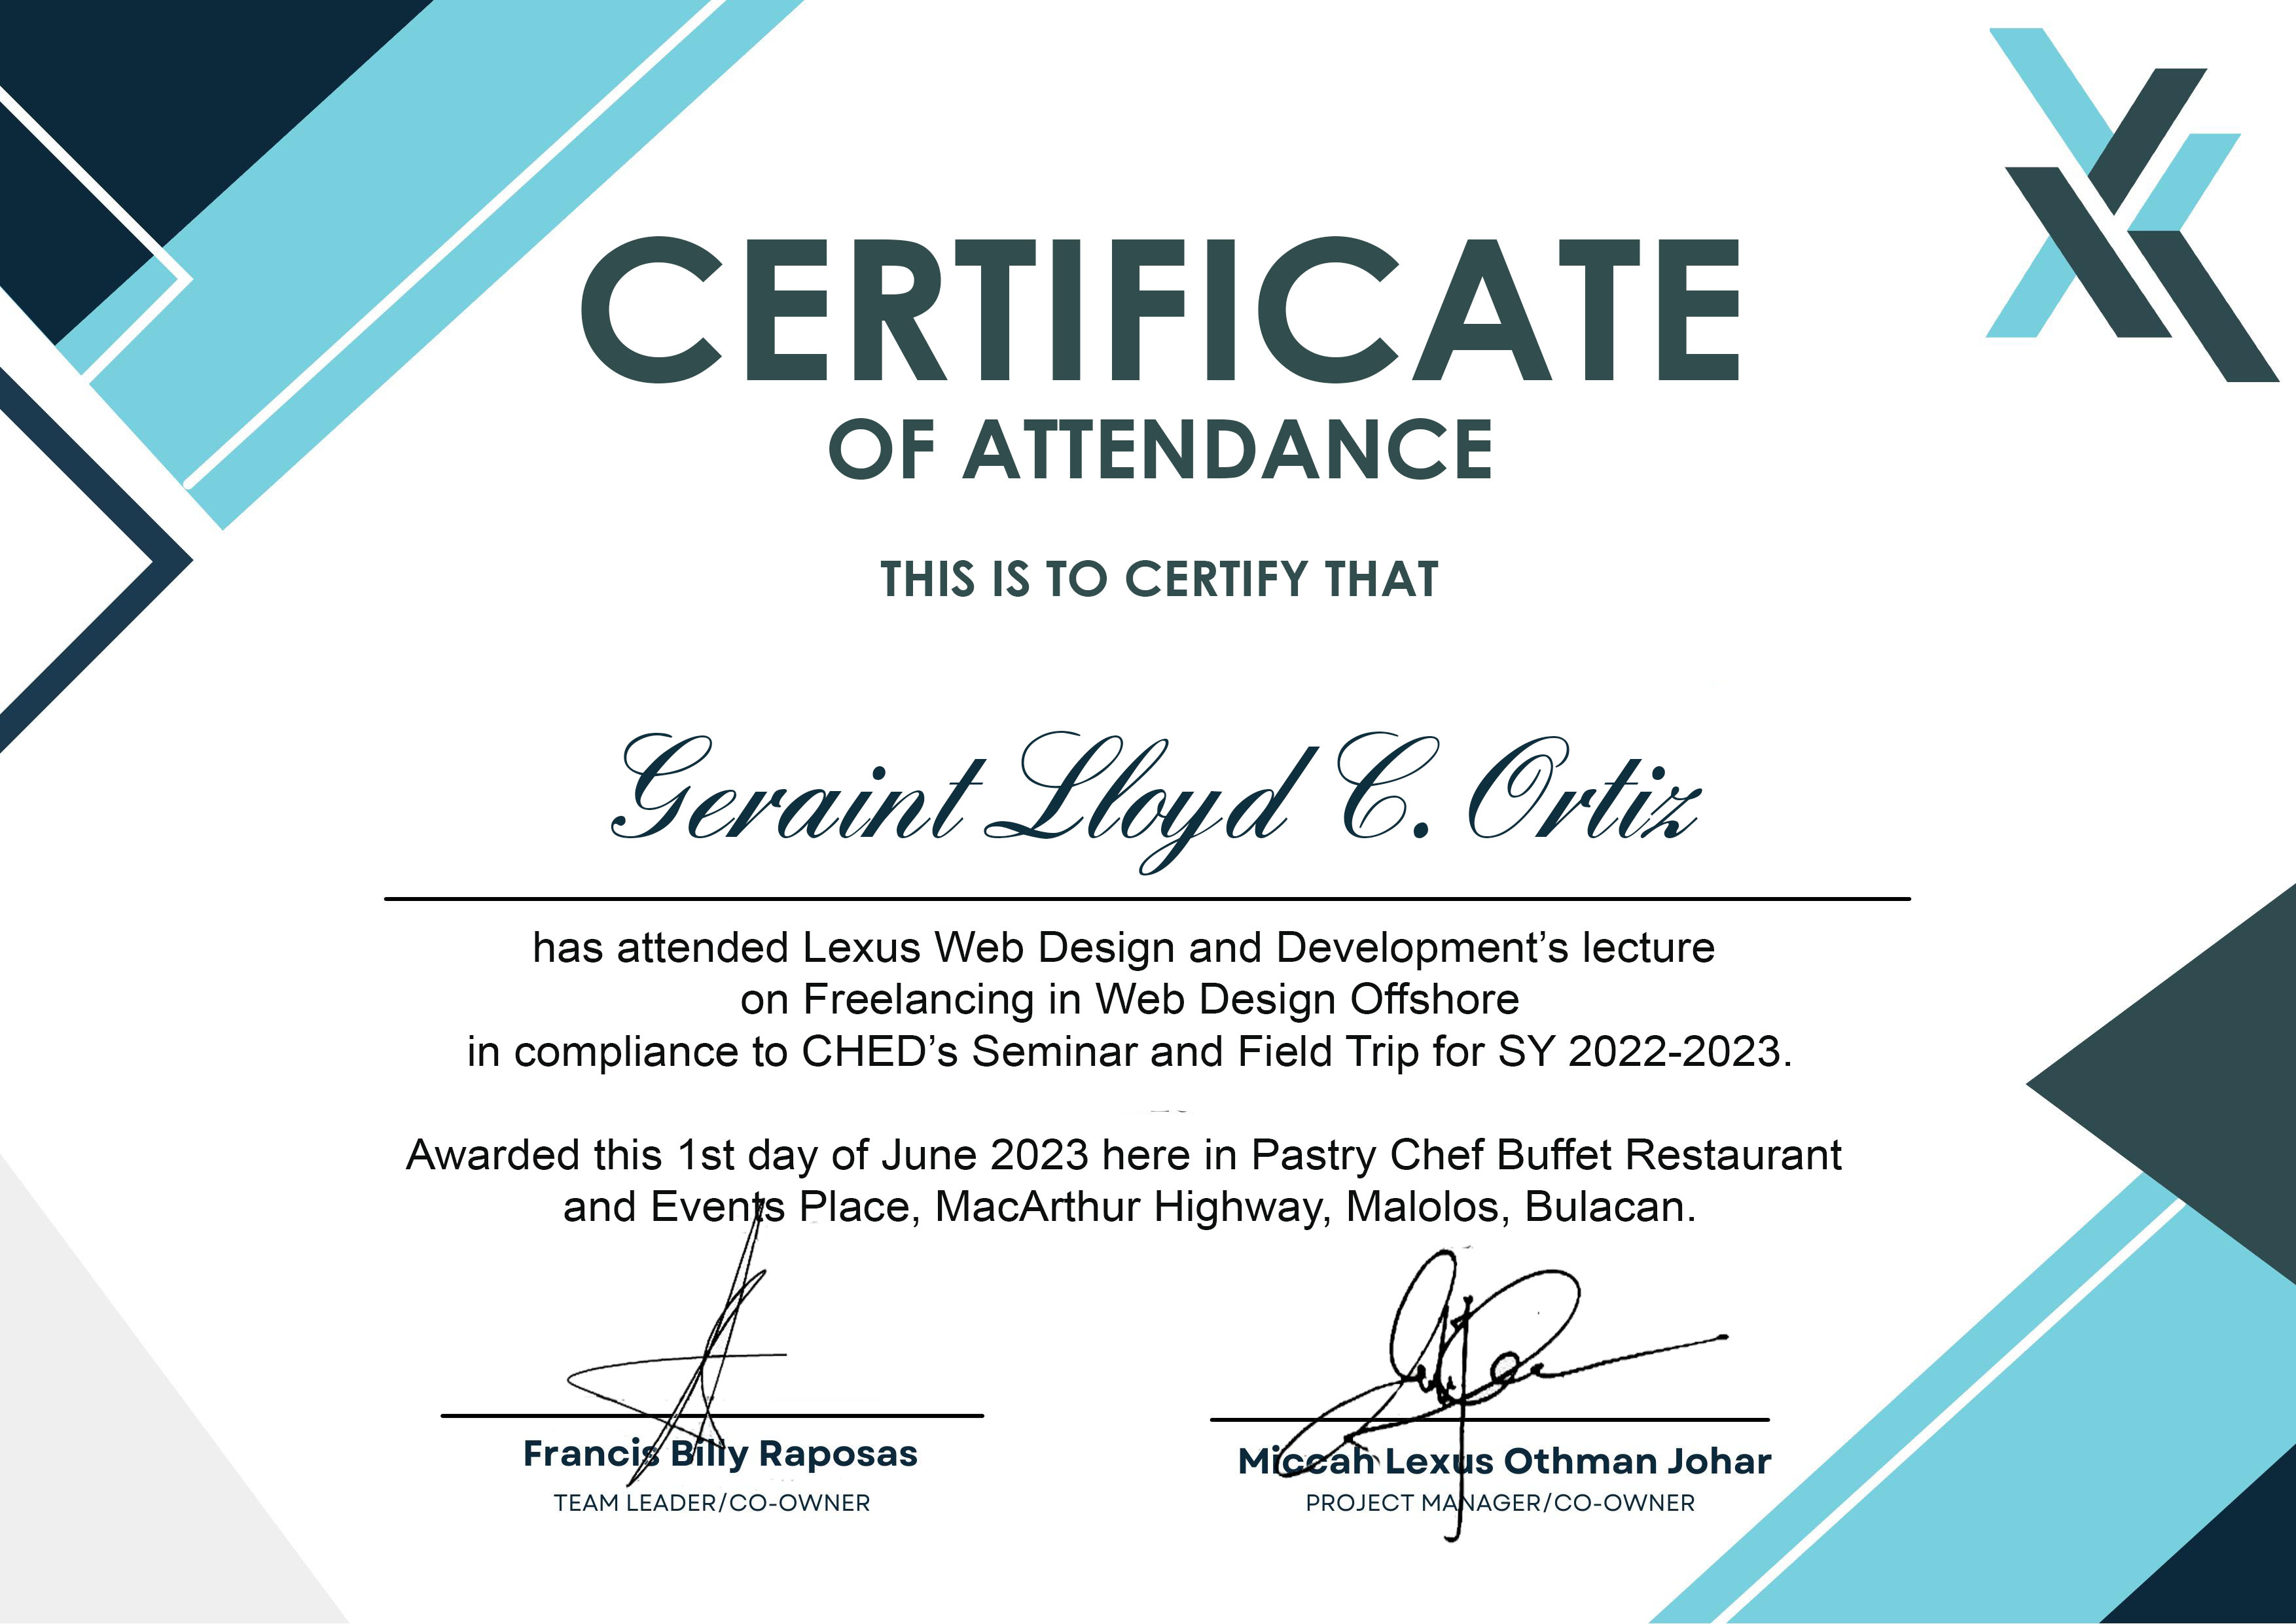 CERTIFICATE
OF ATTENDANCE
THIS IS TO CERTIFY THAT
Geraint Lloyd C. Ortiz
has attended Lexus Web Design and Development’s lecture
on Freelancing in Web Design Offshore
in compliance to CHED’s Seminar and Field Trip for SY 2022-2023.
Awarded this 1st day of June 2023 here in Pastry Chef Buffet Restaurant
and Events Place, MacArthur Highway, Malolos, Bulacan.
Francis Billy Raposas
TEAM LEADER/CO-OWNER
Miccah Lexus Othman Johar
PROJECT MANAGER/CO-OWNER